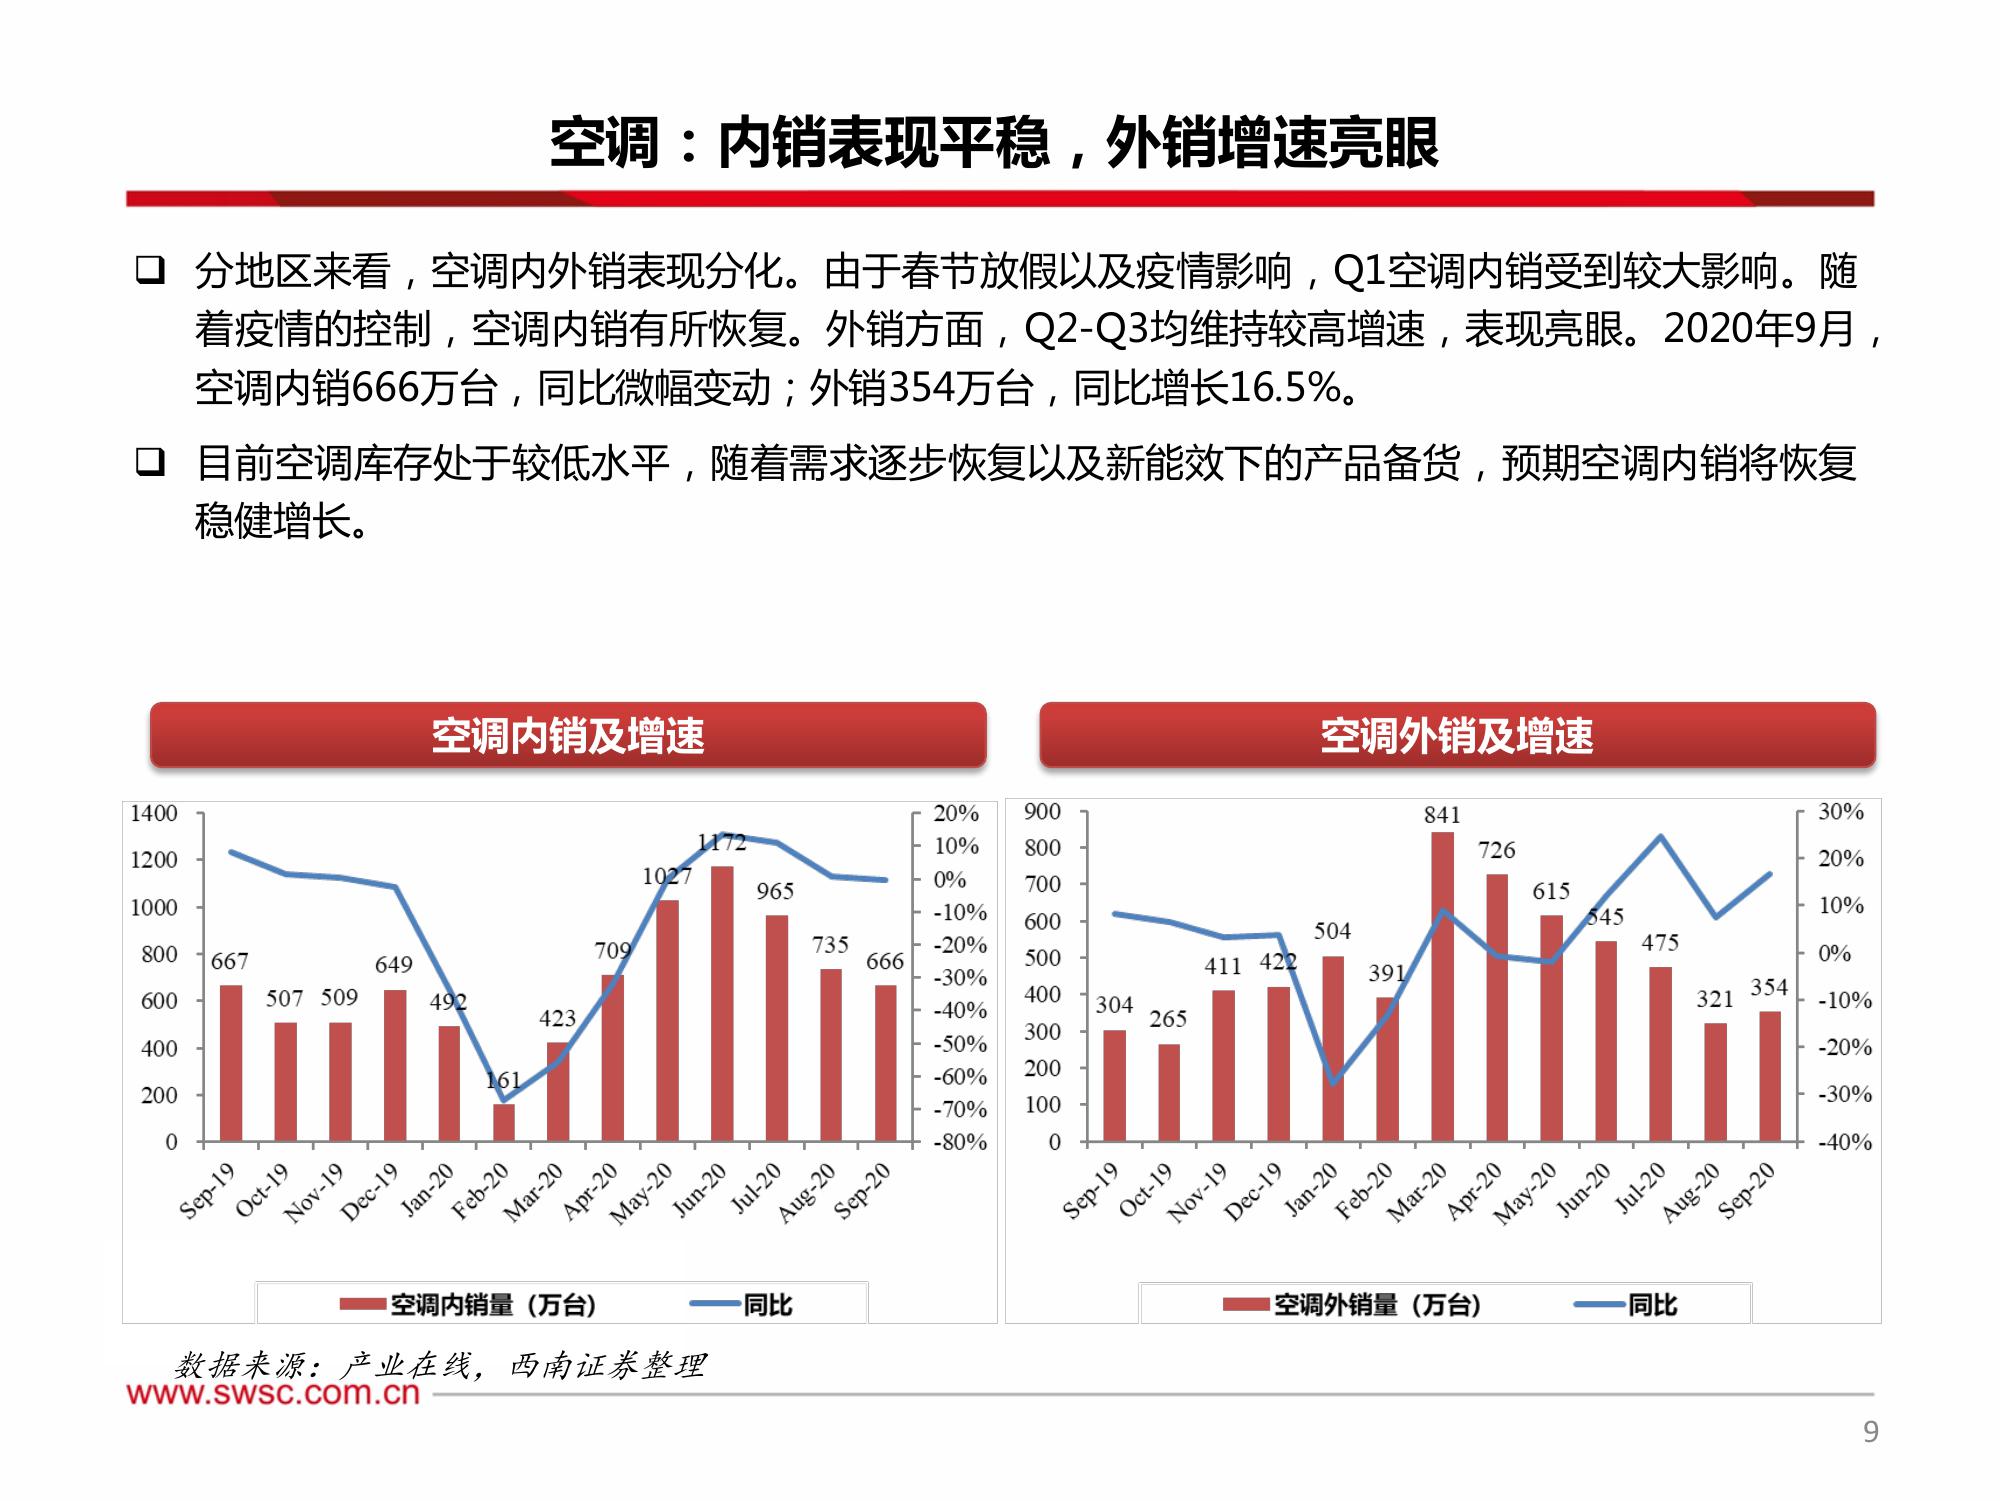 空调：内销表现平稳，外销增速亮眼
❑ 分地区来看，空调内外销表现分化。由于春节放假以及疫情影响，Q1空调内销受到较大影响。随
着疫情的控制，空调内销有所恢复。外销方面，Q2-Q3均维持较高增速，表现亮眼。2020年9月，
空调内销666万台，同比微幅变动；外销354万台，同比增长16.5%。
❑ 目前空调库存处于较低水平，随着需求逐步恢复以及新能效下的产品备货，预期空调内销将恢复
稳健增长。
空调内销及增速
1400
1200
1000
800
600
400
200
0
20%
10%
0%
-10%
-20%
-30%
-40%
-50%
-60%
-70%
-80%
667
507
509
649
492
161
423
709
1027
1172
965
735
666
Sep-19
Oct-19
Nov-19
Dec-19
Jan-20
Feb-20
Mar-20
Apr-20
May-20
Jun-20
Jul-20
Aug-20
Sep-20
空调内销量（万台）
同比
空调外销及增速
900
800
700
600
500
400
300
200
100
0
30%
20%
10%
0%
-10%
-20%
-30%
-40%
304
265
411
422
504
391
841
726
615
545
475
321
354
Sep-19
Oct-19
Nov-19
Dec-19
Jan-20
Feb-20
Mar-20
Apr-20
May-20
Jun-20
Jul-20
Aug-20
Sep-20
空调外销量（万台）
同比
数据来源：产业在线，西南证券整理
www.swsc.com.cn
9